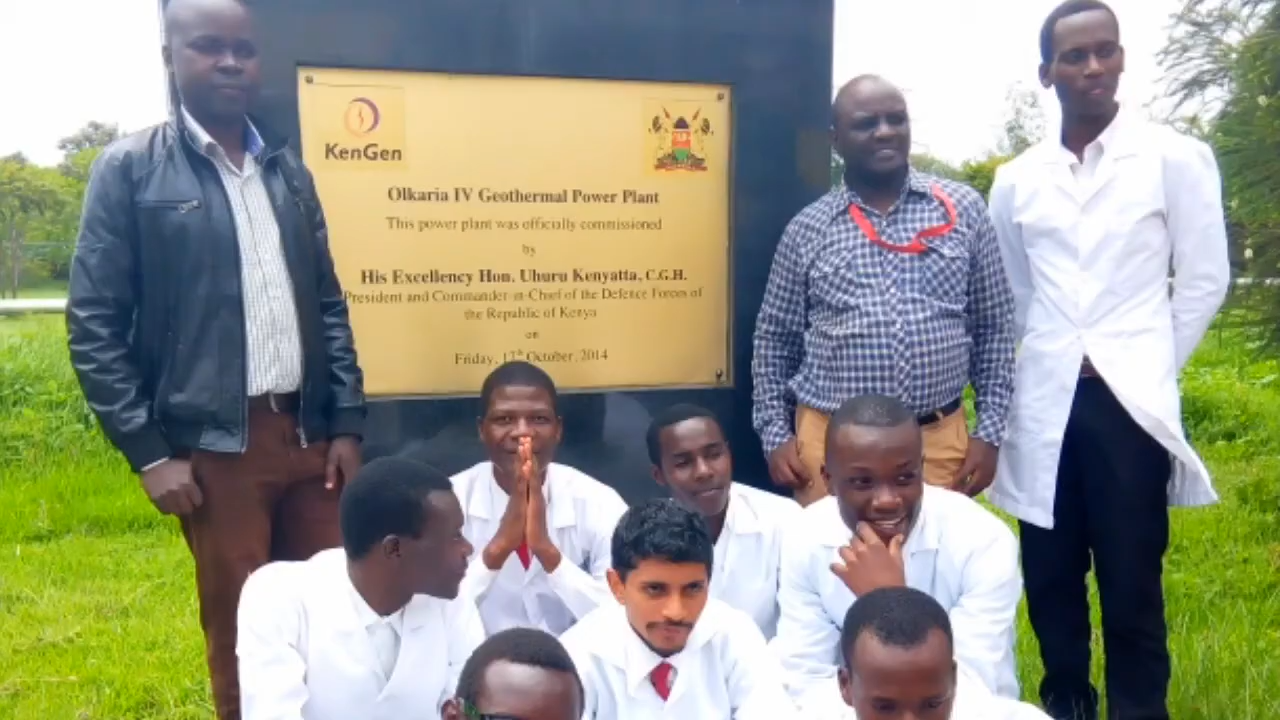 KenGen
Olkaria IV Geothermal Power Plant
This power plant was officially commissioned
by
His Excellency Hon. Uhuru Kenyatta, C.G.H.
President and Commander-in-Chief of the Defence Forces of
the Republic of Kenya
on
Friday, 17th October, 2014